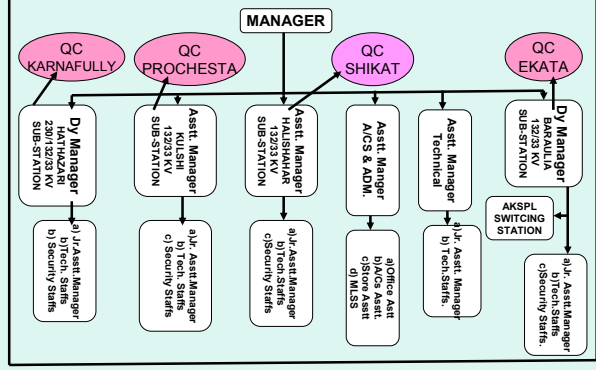 MANAGER
QC
KARNAFULLY
QC
PROCHESTA
QC
SHIKAT
QC
EKATA
Dy Manager
HATHAZARI
230/132/33 KV
SUB-STATION
Asstt. Manager
KULSHI
132/33 KV
SUB-STATION
Asstt. Manager
HALISHAHAR
132/33 KV
SUB-STATION
Asstt. Manger
A/CS & ADM.
Asstt. Manager
Technical
Dy Manager
BARAULIA
132/33 KV
SUB-STATION
AKSPL
SWITCING
STATION
a) Jr.Asstt.Manager
b)Tech. Staffs
b) Security Staffs
a)Jr. Asstt. Manager
b) Tech. Staffs
c) Security Staffs
a)Jr.Asstt.Manager
b)Tech.Staffs
c)Security Staffs
a)Office Astt
b)A/Cs Asstt.
c)Store Asstt
d) MLSS
a)Jr. Asstt. Manager
b) Tech.Staffs.
a)Jr. Asstt.Manager
b)Tech.Staffs
c)Security Staffs.